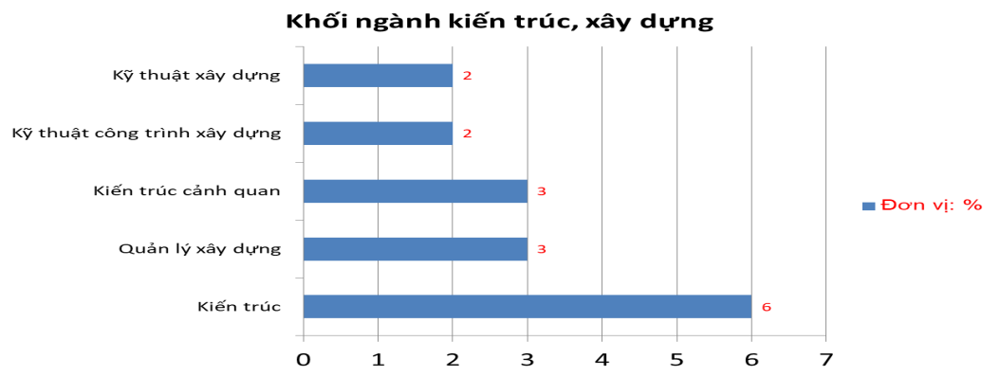 Khối ngành kiến trúc, xây dựng
Kỹ thuật xây dựng
2
Kỹ thuật công trình xây dựng
2
Kiến trúc cảnh quan
3
Đơn vị: %
Quản lý xây dựng
3
Kiến trúc
6
0 1 2 3 4 5 6 7